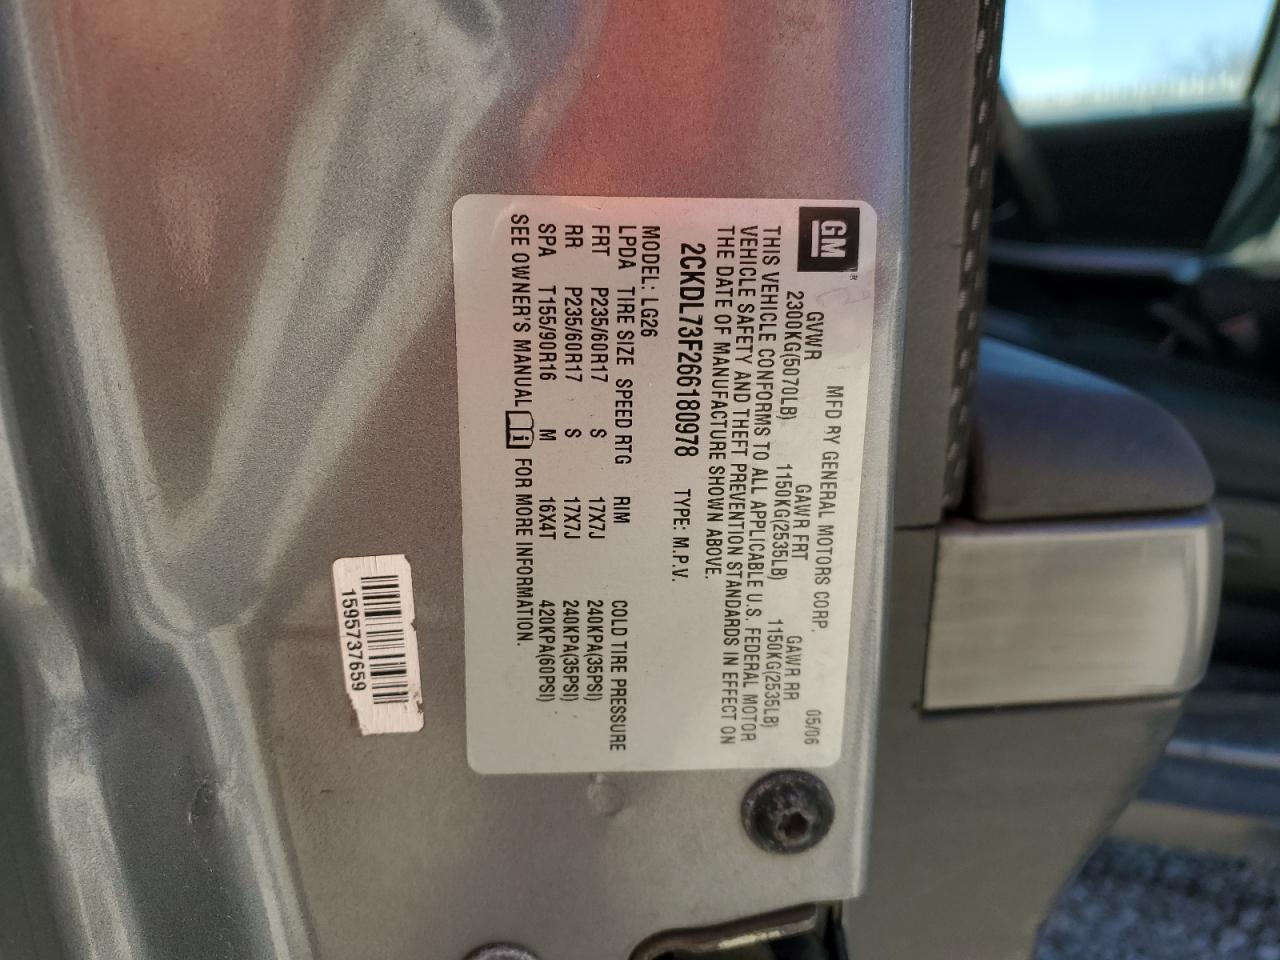 GM ®
MFD BY GENERAL MOTORS CORP. 05/06
GVWR GAWR FRT GAWR RR
2300KG(5070LB) 1150KG(2535LB) 1150KG(2535LB)
THIS VEHICLE CONFORMS TO ALL APPLICABLE U.S. FEDERAL MOTOR
VEHICLE SAFETY AND THEFT PREVENTION STANDARDS IN EFFECT ON
THE DATE OF MANUFACTURE SHOWN ABOVE.
2CKDL73F266180978 TYPE: M.P.V.
MODEL: LG26
LPDA TIRE SIZE SPEED RTG RIM COLD TIRE PRESSURE
FRT P235/60R17 S 17X7J 240KPA(35PSI)
RR P235/60R17 S 17X7J 240KPA(35PSI)
SPA T155/90R16 M 16X4T 420KPA(60PSI)
SEE OWNER'S MANUAL i FOR MORE INFORMATION.
1595737659